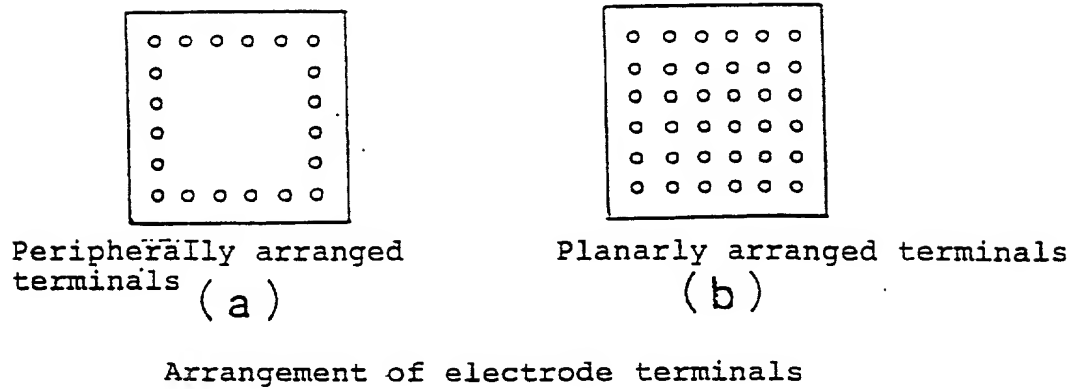 Peripherally arranged
terminals
(a)
Planarly arranged terminals
(b)
Arrangement of electrode terminals